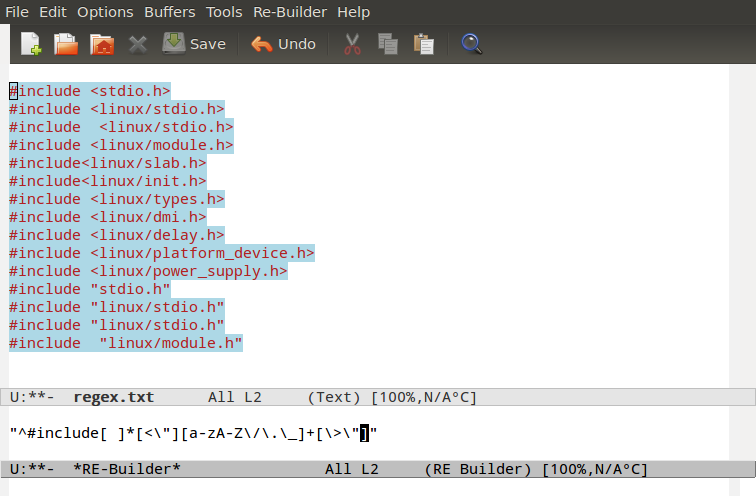 File Edit Options Buffers Tools Re-Builder Help
Save Undo
#include <stdio.h>
#include <linux/stdio.h>
#include  <linux/stdio.h>
#include <linux/module.h>
#include<linux/slab.h>
#include<linux/init.h>
#include <linux/types.h>
#include <linux/dmi.h>
#include <linux/delay.h>
#include <linux/platform_device.h>
#include <linux/power_supply.h>
#include "stdio.h"
#include "linux/stdio.h"
#include "linux/stdio.h"
#include  "linux/module.h"
U:**-  regex.txt      All L2     (Text) [100%,N/A°C]
"^#include[ ]*[<\"][a-zA-Z\/\.\_]+[\>\"]"
U:**-  *RE-Builder*                All L2     (RE Builder) [100%,N/A°C]